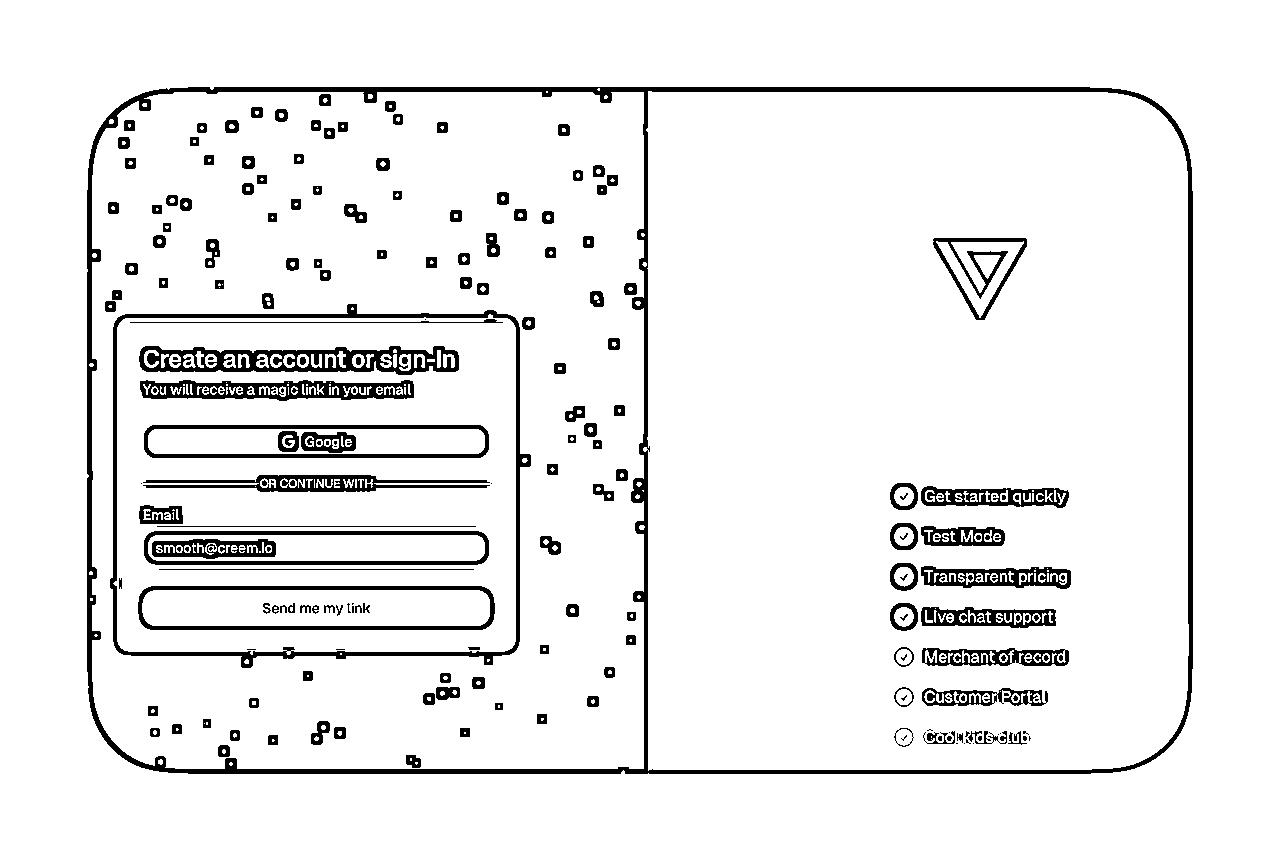 Create an account or sign-In
You will receive a magic link in your email
Google
OR CONTINUE WITH
Email
smooth@creem.io
Send me my link
Get started quickly
Test Mode
Transparent pricing
Live chat support
Merchant of record
Customer Portal
Cool kids club